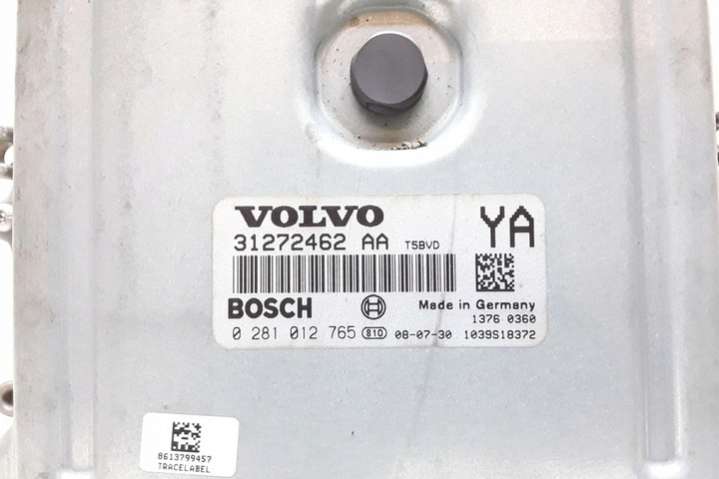 VOLVO
31272462 AA T5BVD YA
BOSCH Made in Germany
1376 0360
0 281 012 765 810 08-07-30 1039S18372
8613799457
TRACELABEL